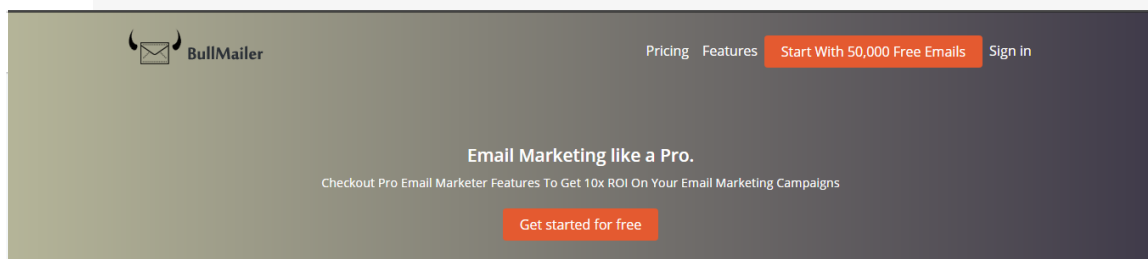 BullMailer
Pricing Features Start With 50,000 Free Emails Sign in
Email Marketing like a Pro.
Checkout Pro Email Marketer Features To Get 10x ROI On Your Email Marketing Campaigns
Get started for free